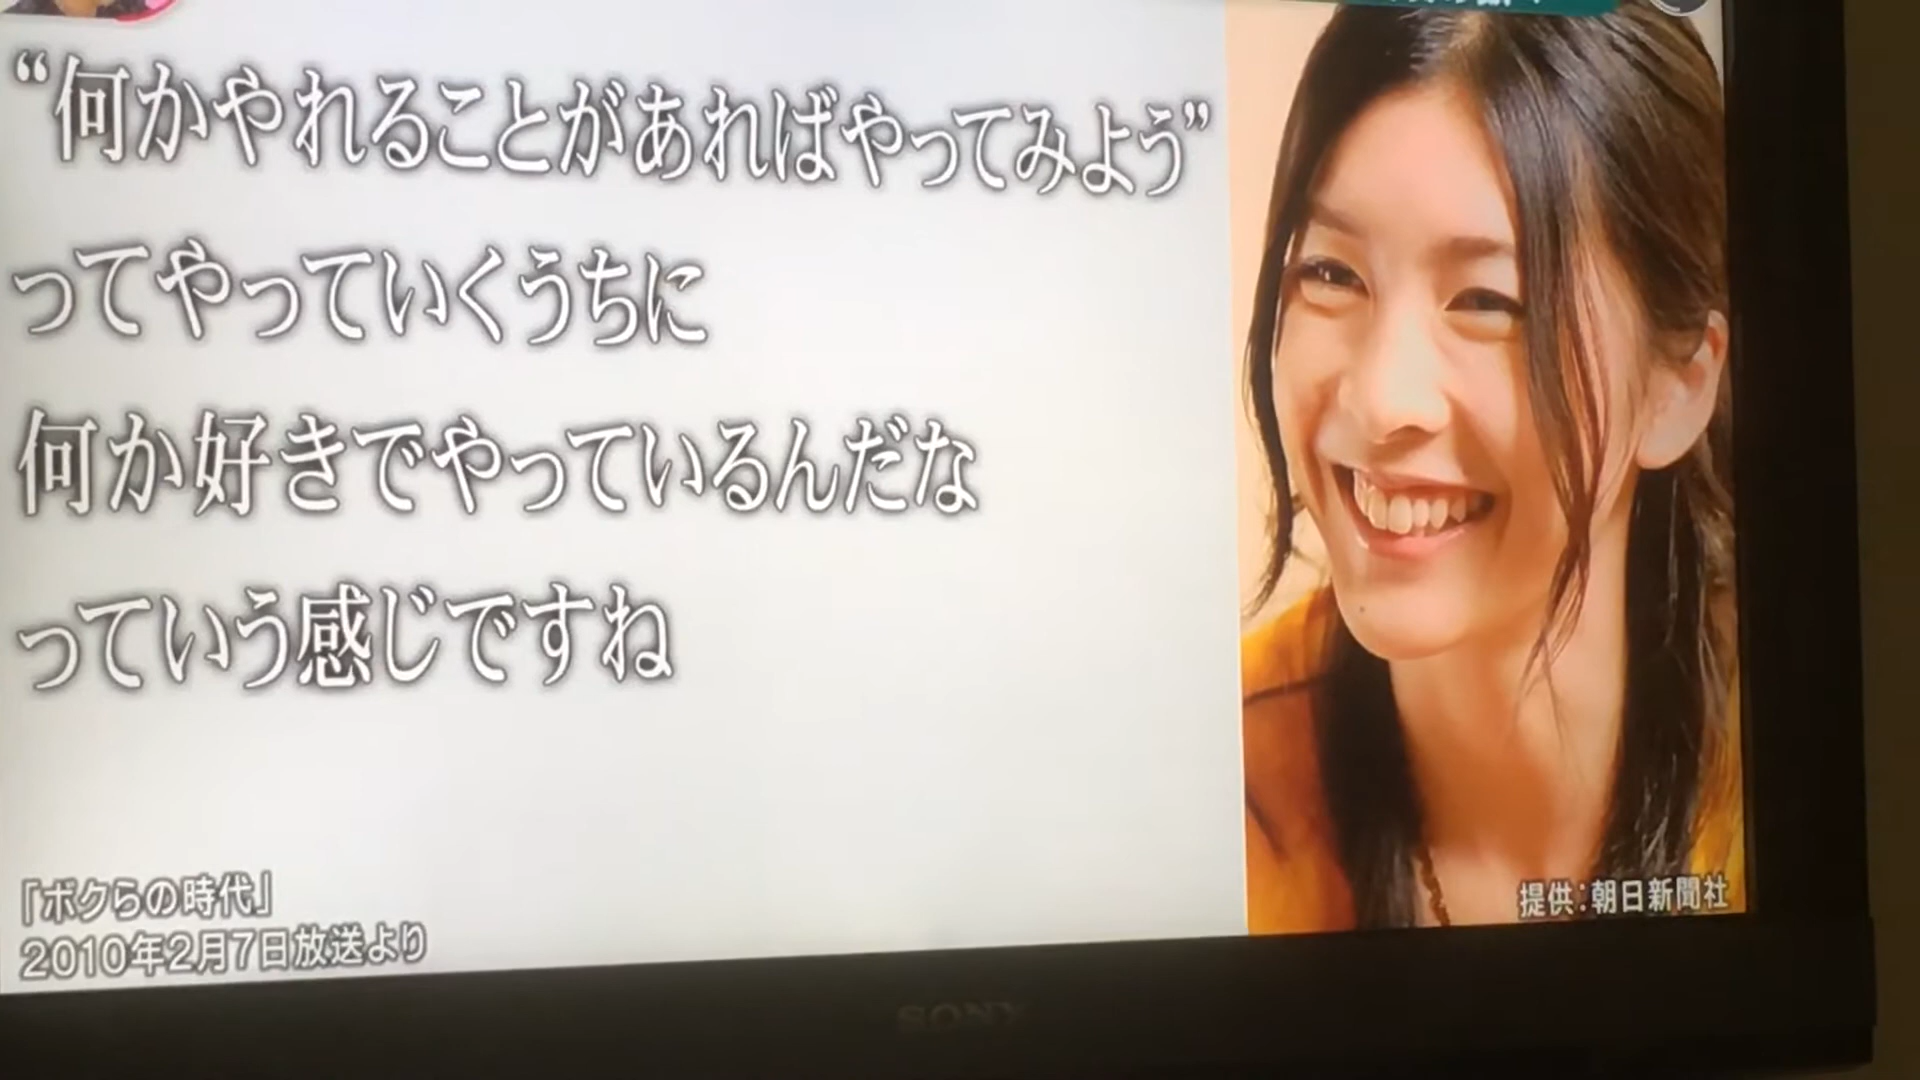 “何かやれることがあればやってみよう”
ってやっていくうちに
何か好きでやっているんだな
っていう感じですね
「ボクらの時代」
2010年2月7日放送より
提供:朝日新聞社
SONY